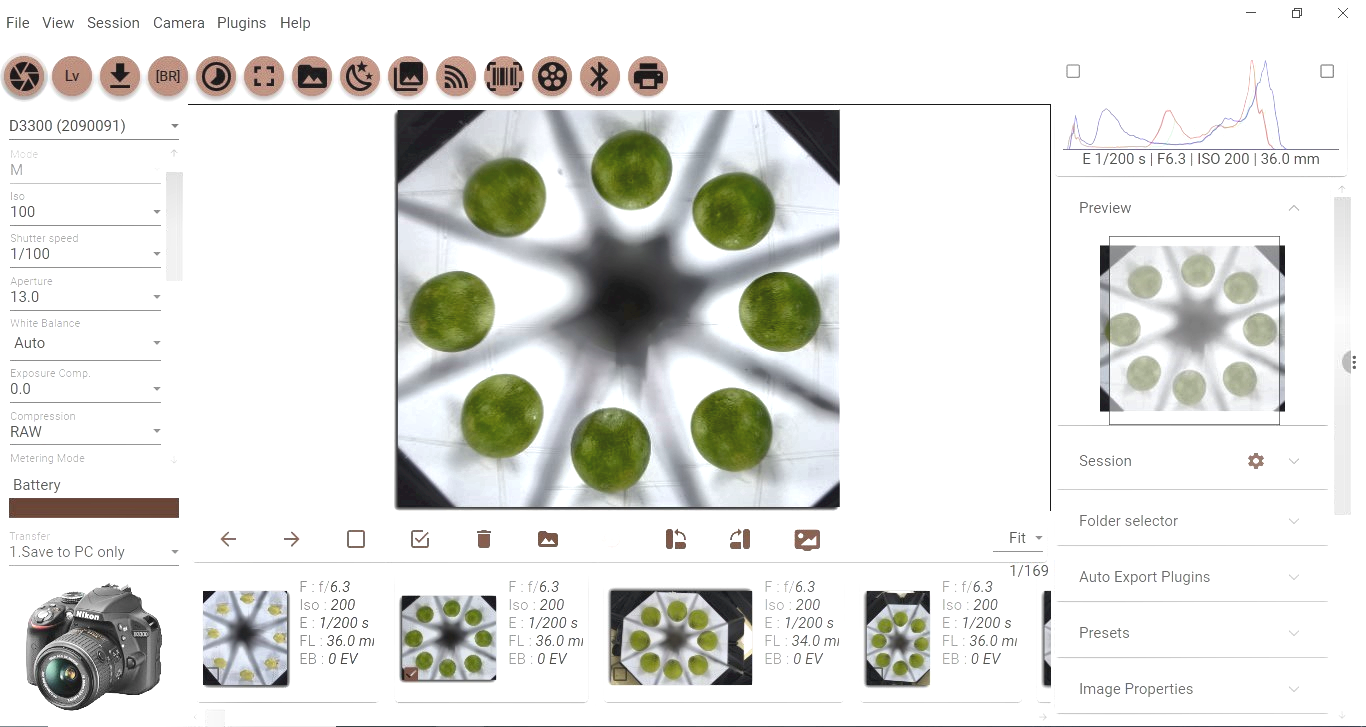 File View Session Camera Plugins Help
Lv [BR]
D3300 (2090091)
Mode
M
Iso
100
Shutter speed
1/100
Aperture
13.0
White Balance
Auto
Exposure Comp.
0.0
Compression
RAW
Metering Mode
Battery
Transfer
1.Save to PC only
Nikon
D3300
E 1/200 s | F6.3 | ISO 200 | 36.0 mm
Preview
Session
Folder selector
Auto Export Plugins
Presets
Image Properties
Fit
1/169
F : f/6.3
Iso : 200
E : 1/200 s
FL : 36.0 m
EB : 0 EV
F : f/6.3
Iso : 200
E : 1/200 s
FL : 36.0 m
EB : 0 EV
F : f/6.3
Iso : 200
E : 1/200 s
FL : 34.0 m
EB : 0 EV
F : f/6.3
Iso : 200
E : 1/200 s
FL : 36.0 m
EB : 0 EV